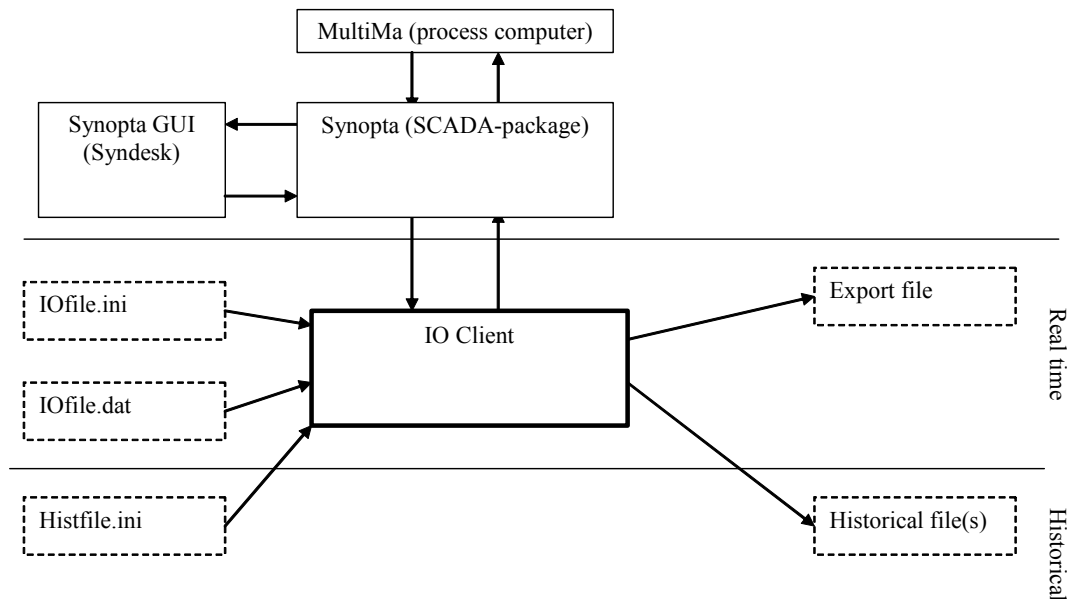 MultiMa (process computer)
Synopta GUI
(Syndesk)
Synopta (SCADA-package)
IOfile.ini
IO Client
Export file
Real time
IOfile.dat
Histfile.ini
Historical file(s)
Historical